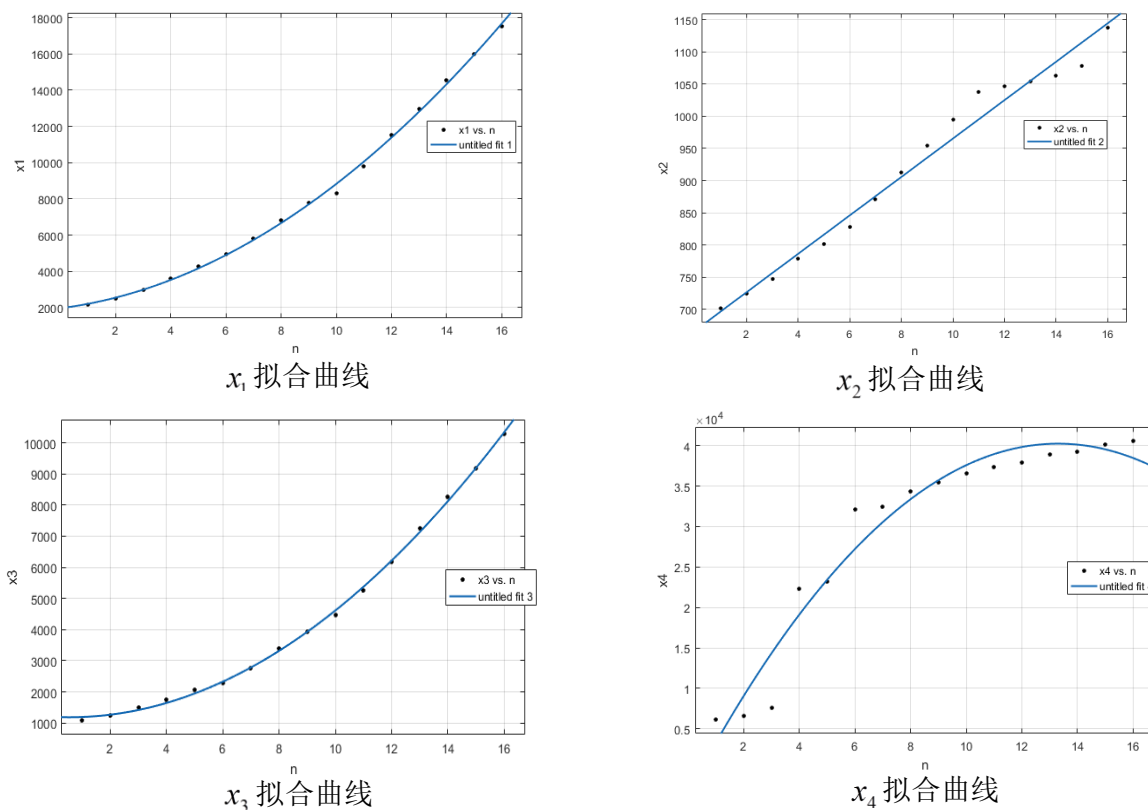 18000
16000
14000
12000
10000
8000
6000
4000
2000
x1
2 4 6 8 10 12 14 16
n
x1 vs. n
untitled fit 1
x₁ 拟合曲线
1150
1100
1050
1000
950
900
850
800
750
700
x2
2 4 6 8 10 12 14 16
n
x2 vs. n
untitled fit 2
x₂ 拟合曲线
10000
9000
8000
7000
6000
5000
4000
3000
2000
1000
x3
2 4 6 8 10 12 14 16
n
x3 vs. n
untitled fit 3
x₃ 拟合曲线
× 10⁴
4
3.5
3
2.5
2
1.5
1
0.5
x4
2 4 6 8 10 12 14 16
n
x4 vs. n
untitled fit
x₄ 拟合曲线